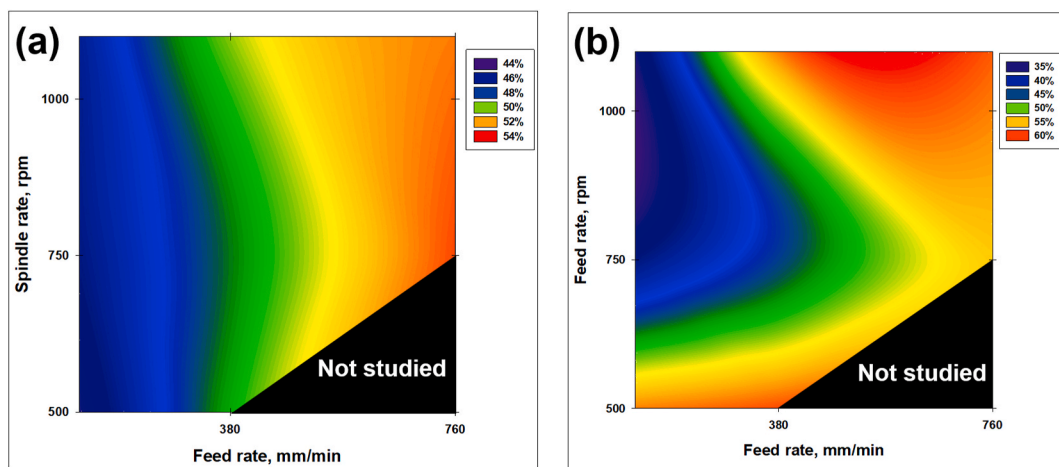 (a)
44%
46%
48%
50%
52%
54%
1000
750
500
Spindle rate, rpm
Not studied
380
760
Feed rate, mm/min
(b)
35%
40%
45%
50%
55%
60%
1000
750
500
Feed rate, rpm
Not studied
380
760
Feed rate, mm/min